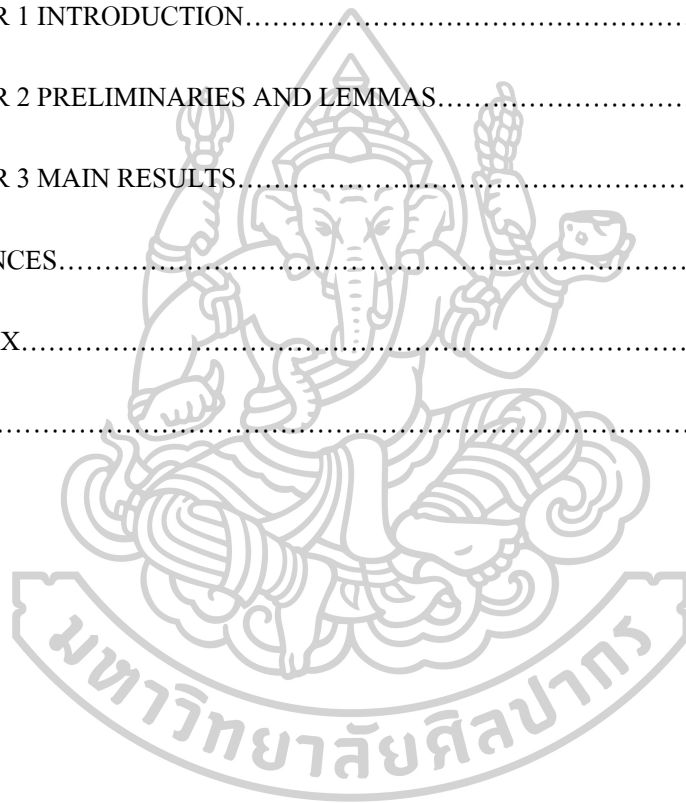 R 1 INTRODUCTION……………………………………………
R 2 PRELIMINARIES AND LEMMAS……………………
R 3 MAIN RESULTS………………...……………………………
NCES……………………………………………………………………
X…………………………………………………………………………
……………………………………………………………………………
มหาวิทยาลัยศิลปากร